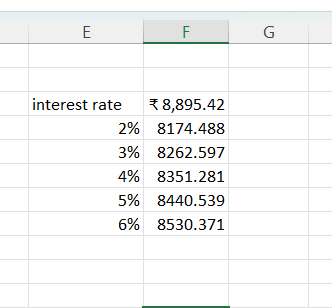 E F G
interest rate ₹ 8,895.42
2% 8174.488
3% 8262.597
4% 8351.281
5% 8440.539
6% 8530.371